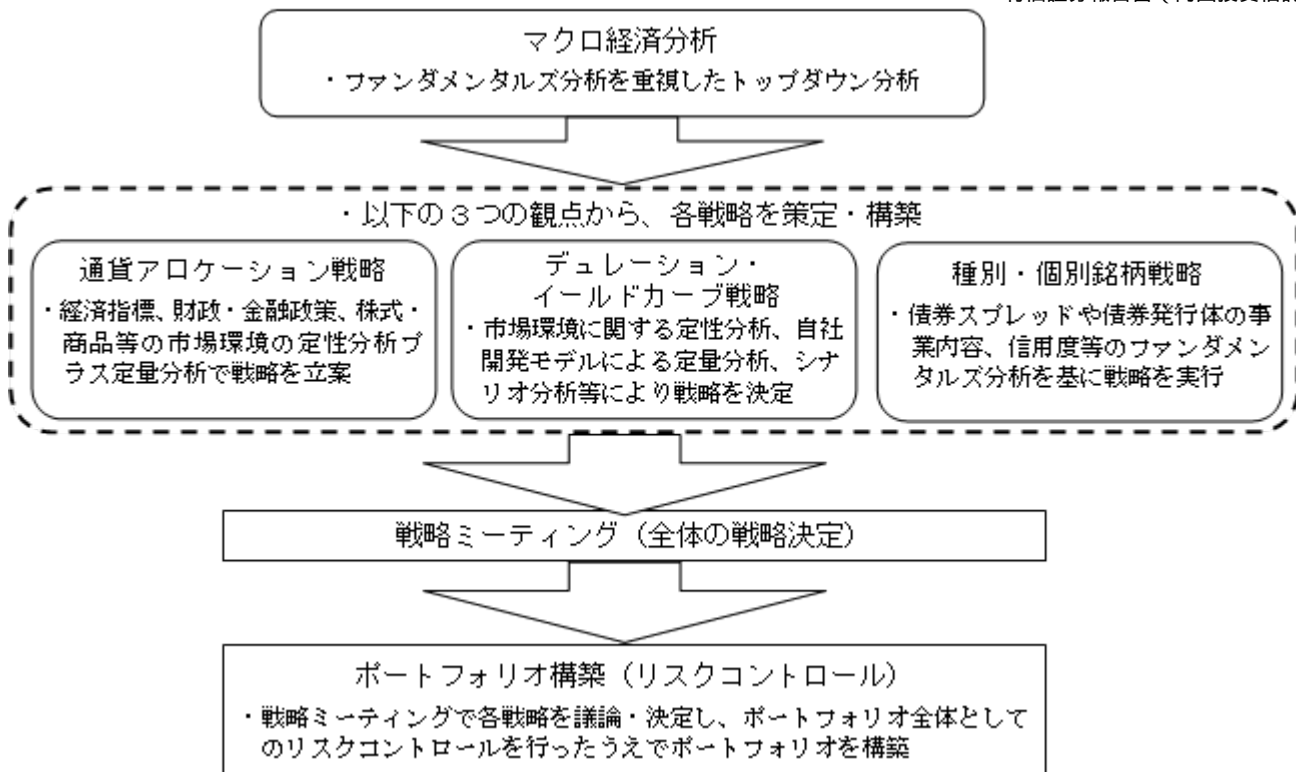 マクロ経済分析
・ファンダメンタルズ分析を重視したトップダウン分析
・以下の３つの観点から、各戦略を策定・構築
通貨アロケーション戦略
・経済指標、財政・金融政策、株式・
商品等の市場環境の定性分析プ
ラス定量分析で戦略を立案
デュレーション・
イールドカーブ戦略
・市場環境に関する定性分析、自社
開発モデルによる定量分析、シナ
リオ分析等により戦略を決定
種別・個別銘柄戦略
・債券スプレッドや債券発行体の事
業内容、信用度等のファンダメン
タルズ分析を基に戦略を実行
戦略ミーティング（全体の戦略決定）
ポートフォリオ構築（リスクコントロール）
・戦略ミーティングで各戦略を議論・決定し、ポートフォリオ全体として
のリスクコントロールを行ったうえでポートフォリオを構築